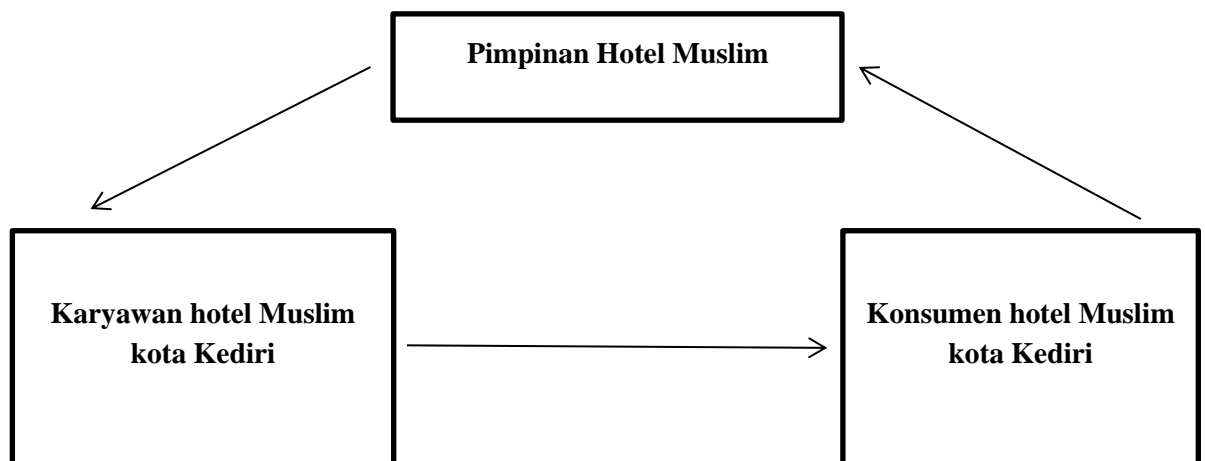 Pimpinan Hotel Muslim
Karyawan hotel Muslim
kota Kediri
Konsumen hotel Muslim
kota Kediri